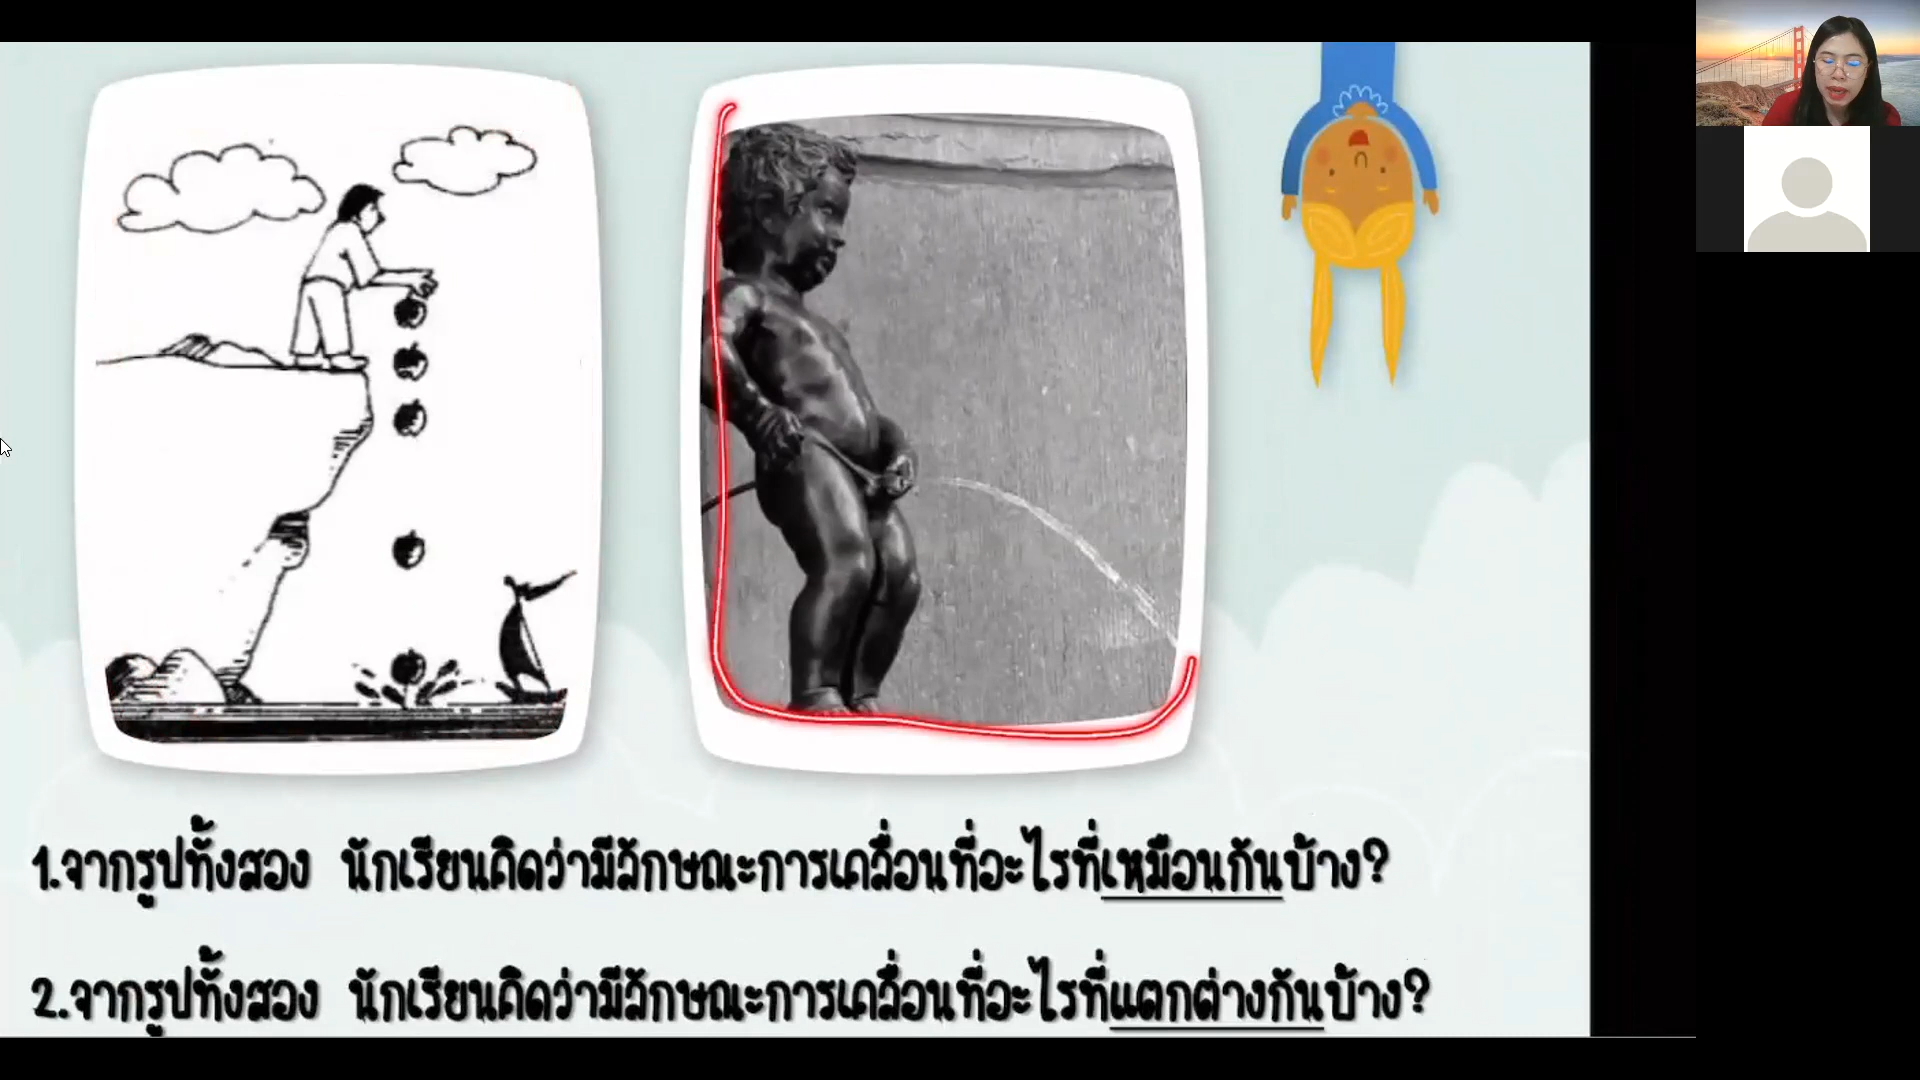 1.จากรูปทั้งสอง นักเรียนคิดว่ามีลักษณะการเคลื่อนที่อะไรที่เหมือนกันบ้าง?
2.จากรูปทั้งสอง นักเรียนคิดว่ามีลักษณะการเคลื่อนที่อะไรที่แตกต่างกันบ้าง?